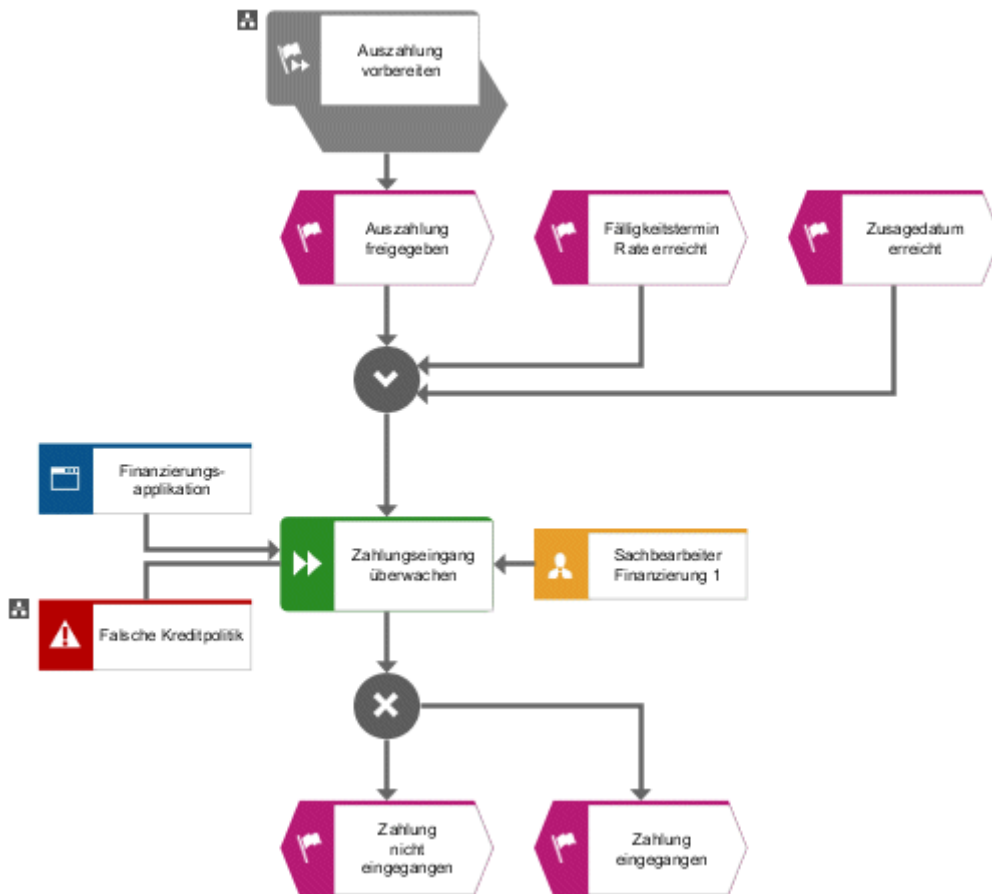 Auszahlung
vorbereiten
Auszahlung
freigegeben
Fälligkeitstermin
Rate erreicht
Zusagedatum
erreicht
Finanzierungs-
applikation
Zahlungseingang
überwachen
Sachbearbeiter
Finanzierung 1
Falsche Kreditpolitik
Zahlung
nicht
eingegangen
Zahlung
eingegangen